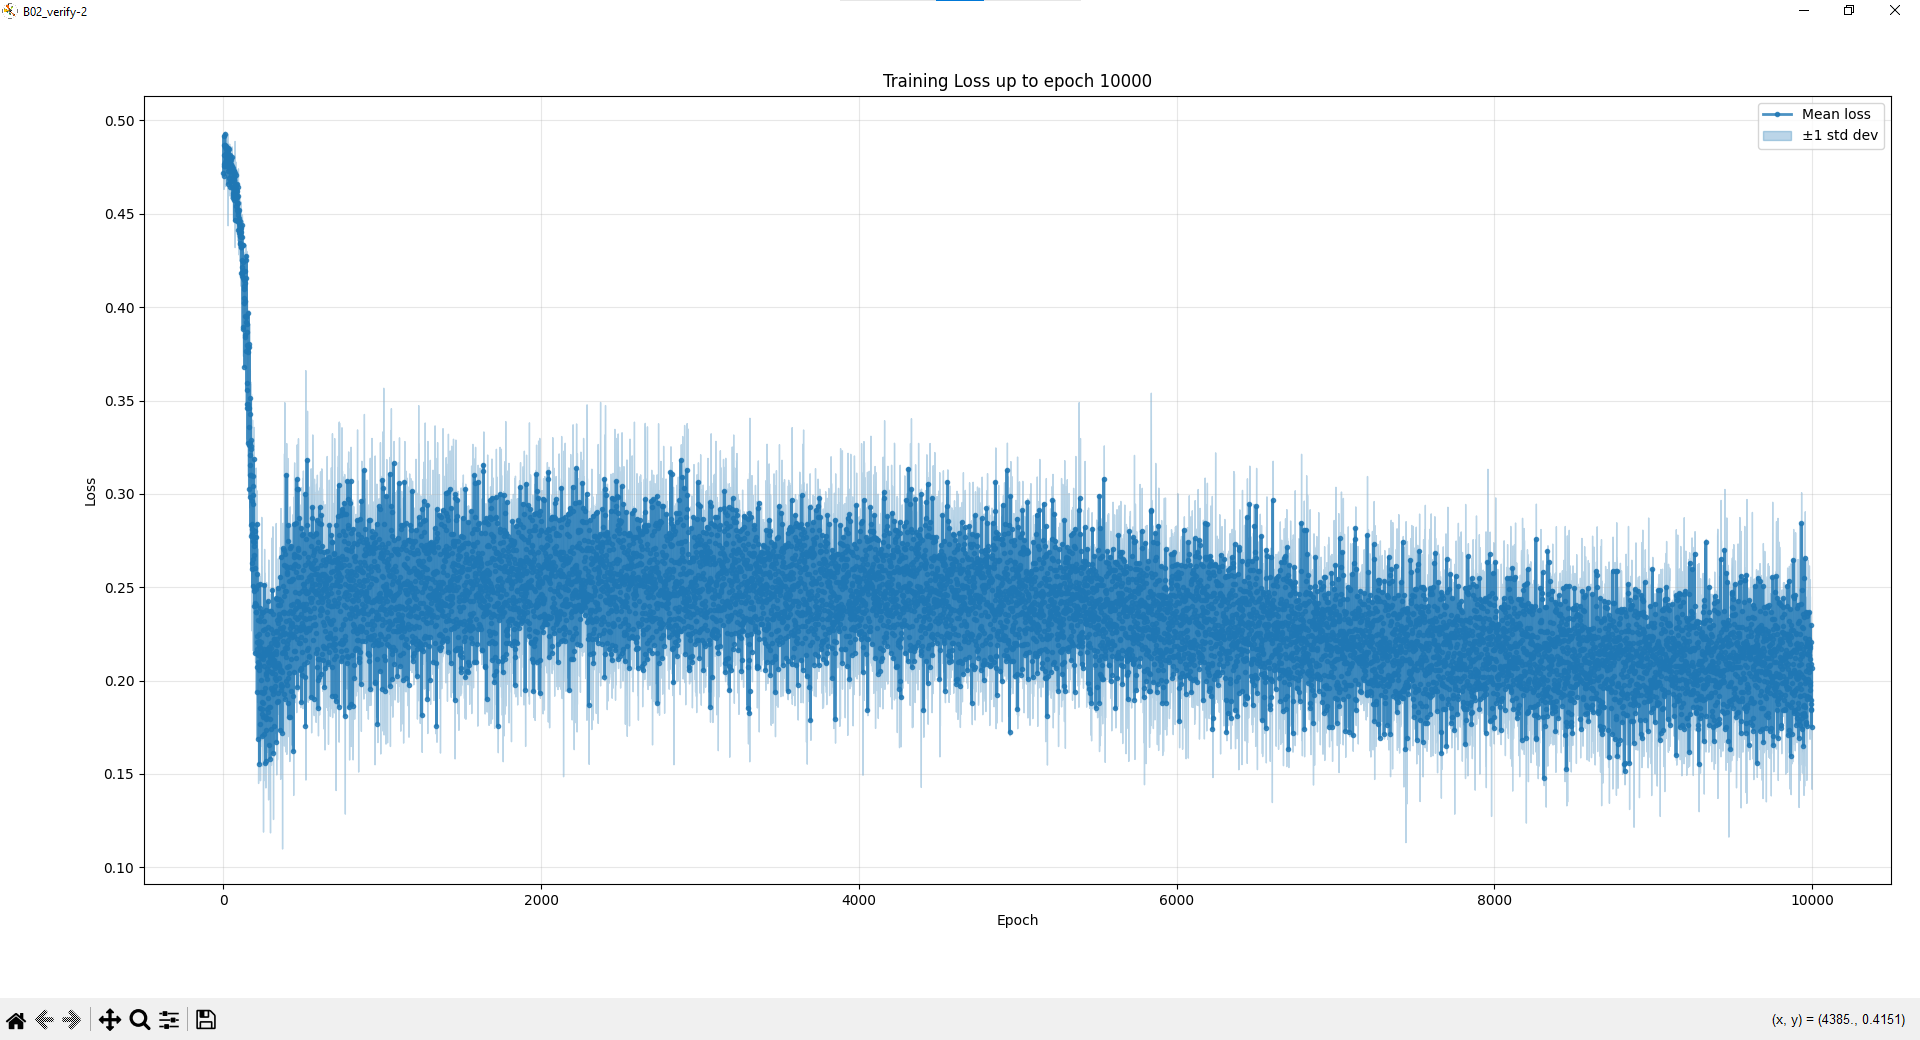 B02_verify-2
Training Loss up to epoch 10000
Mean loss
±1 std dev
0.50
0.45
0.40
0.35
0.30
0.25
0.20
0.15
0.10
Loss
0
2000
4000
6000
8000
10000
Epoch
(x, y) = (4385., 0.4151)